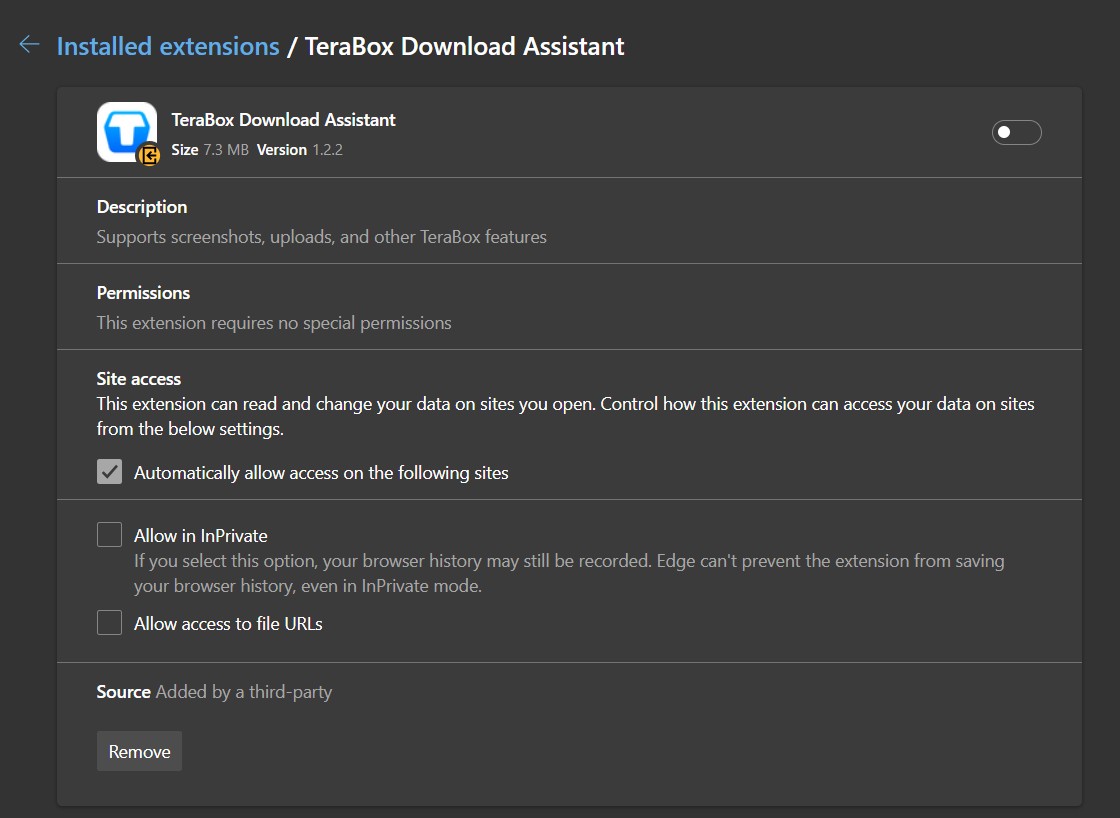 Installed extensions / TeraBox Download Assistant
TeraBox Download Assistant
Size 7.3 MB Version 1.2.2
Description
Supports screenshots, uploads, and other TeraBox features
Permissions
This extension requires no special permissions
Site access
This extension can read and change your data on sites you open. Control how this extension can access your data on sites
from the below settings.
Automatically allow access on the following sites
Allow in InPrivate
If you select this option, your browser history may still be recorded. Edge can't prevent the extension from saving
your browser history, even in InPrivate mode.
Allow access to file URLs
Source Added by a third-party
Remove